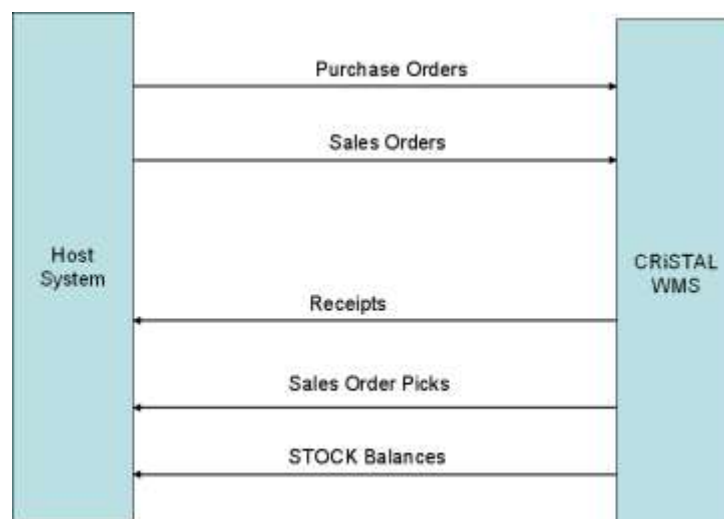 Purchase Orders
Sales Orders
Host
System
CRiSTAL
WMS
Receipts
Sales Order Picks
STOCK Balances